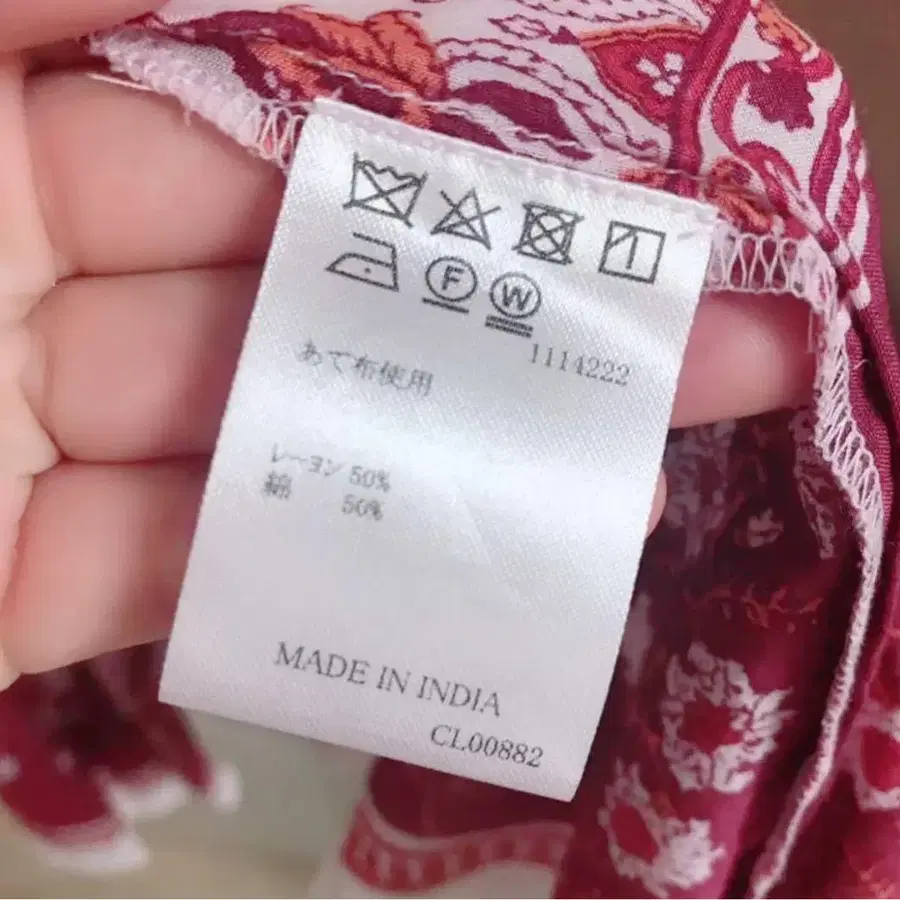 F W
1114222
あて布使用
レーヨン 50%
綿 50%
MADE IN INDIA
CL00882